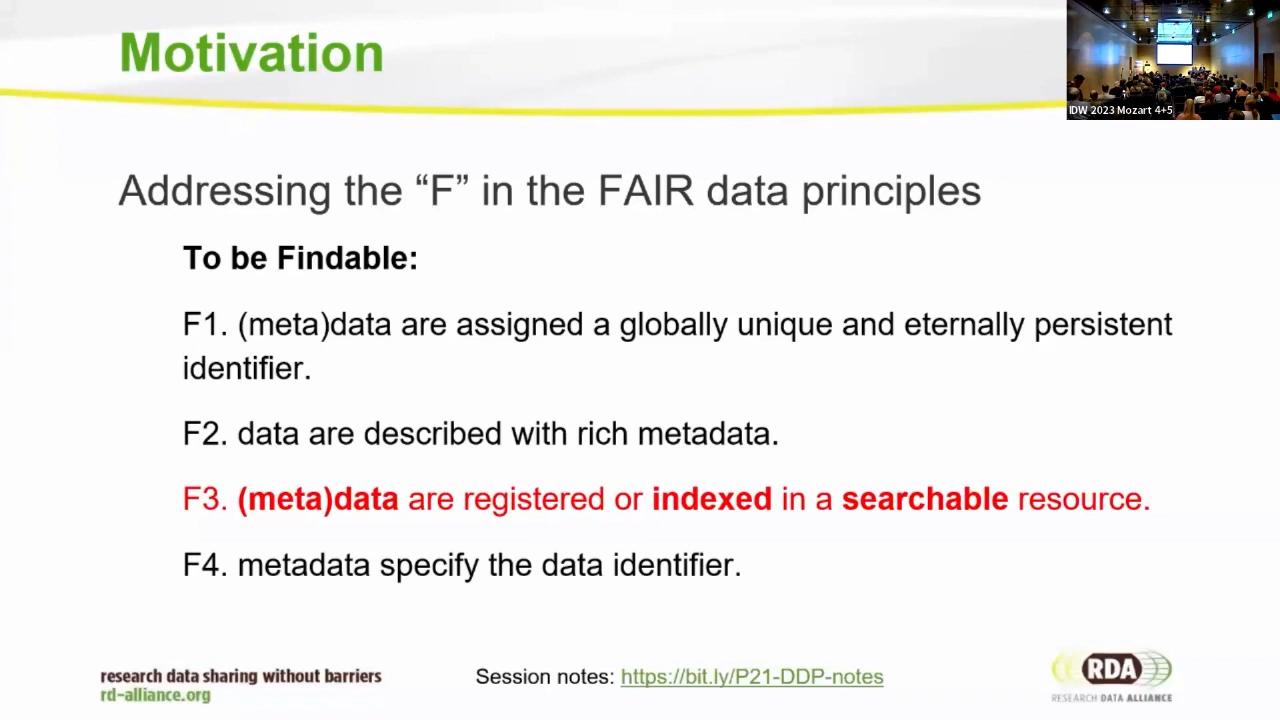 Motivation
IDW 2023 Mozart 4+5
Addressing the “F” in the FAIR data principles
To be Findable:
F1. (meta)data are assigned a globally unique and eternally persistent
identifier.
F2. data are described with rich metadata.
F3. (meta)data are registered or indexed in a searchable resource.
F4. metadata specify the data identifier.
research data sharing without barriers
rd-alliance.org
Session notes: https://bit.ly/P21-DDP-notes
RDA
RESEARCH DATA ALLIANCE